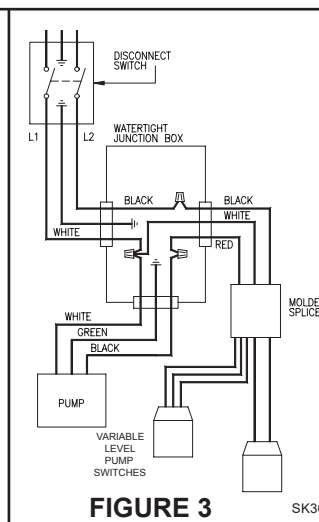 DISCONNECT
SWITCH
L1
L2
WATERTIGHT
JUNCTION BOX
BLACK
BLACK
WHITE
WHITE
RED
MOLDE
SPLICE
WHITE
GREEN
BLACK
PUMP
VARIABLE
LEVEL
PUMP
SWITCHES
FIGURE 3
SK36